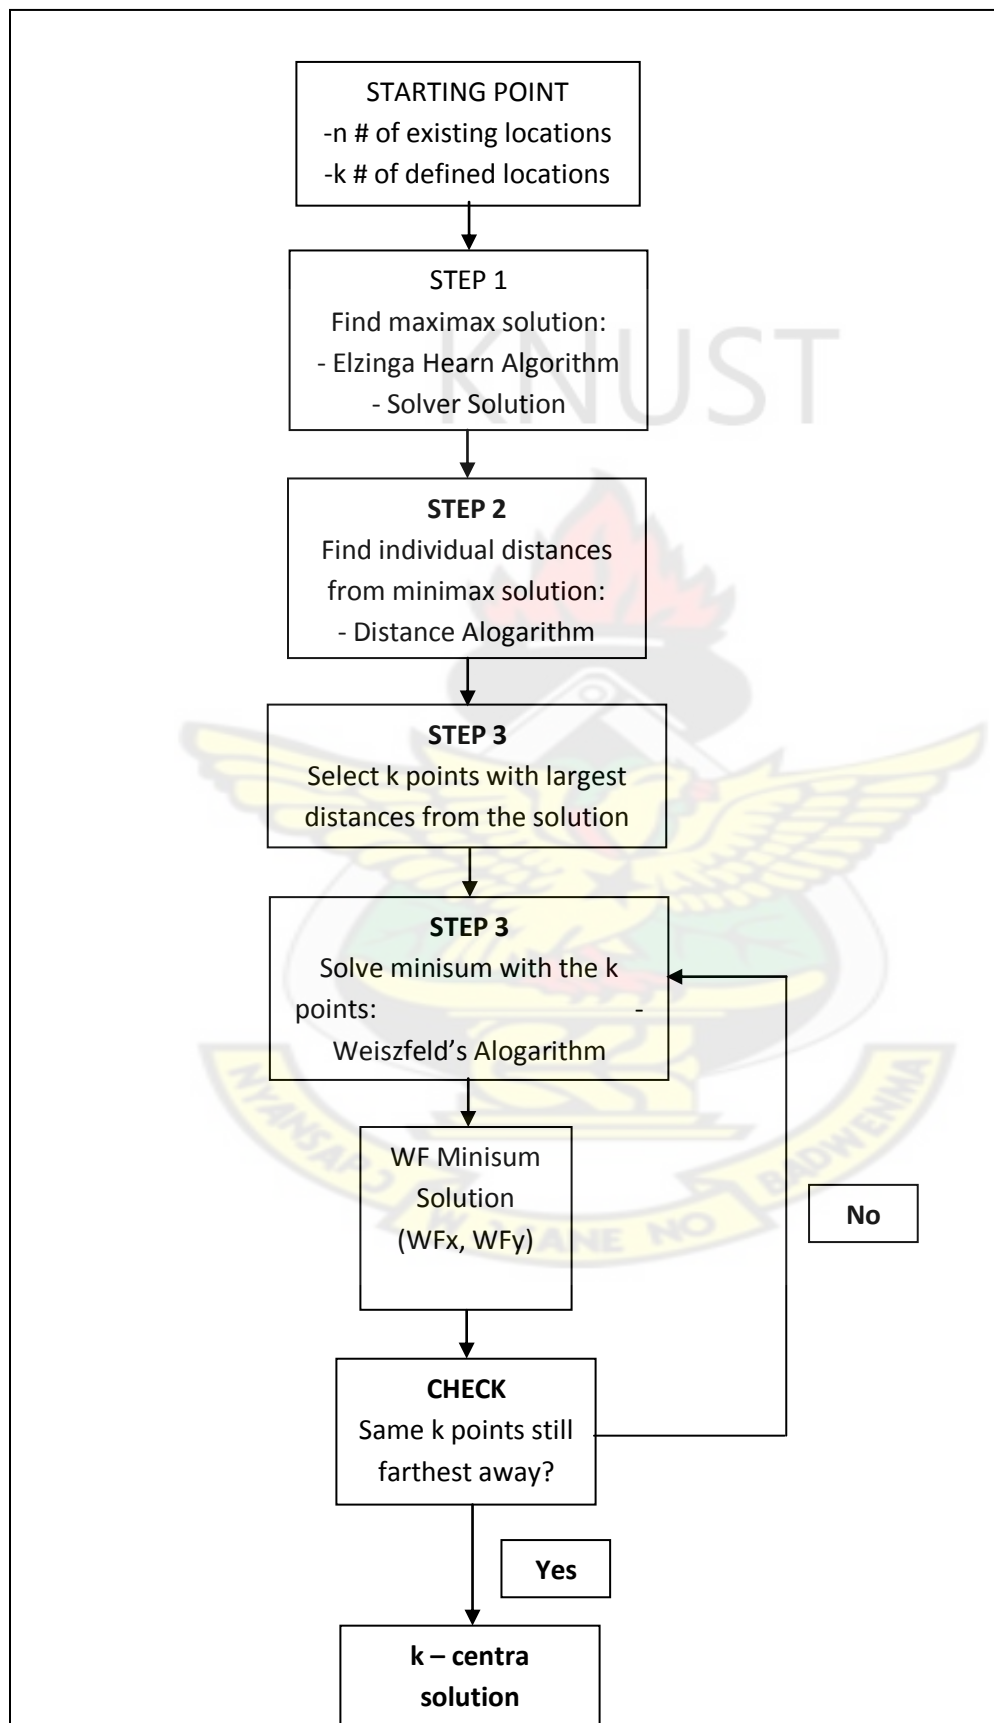 STARTING POINT
-n # of existing locations
-k # of defined locations
STEP 1
Find maximax solution:
- Elzinga Hearn Algorithm
- Solver Solution
KNUST
STEP 2
Find individual distances
from minimax solution:
- Distance Alogarithm
STEP 3
Select k points with largest
distances from the solution
STEP 3
Solve minisum with the k
points: -
Weiszfeld’s Alogarithm
WF Minisum
Solution
(WFx, WFy)
NYANSAPƆ W NO BADWENMA
No
CHECK
Same k points still
farthest away?
Yes
k – centra
solution